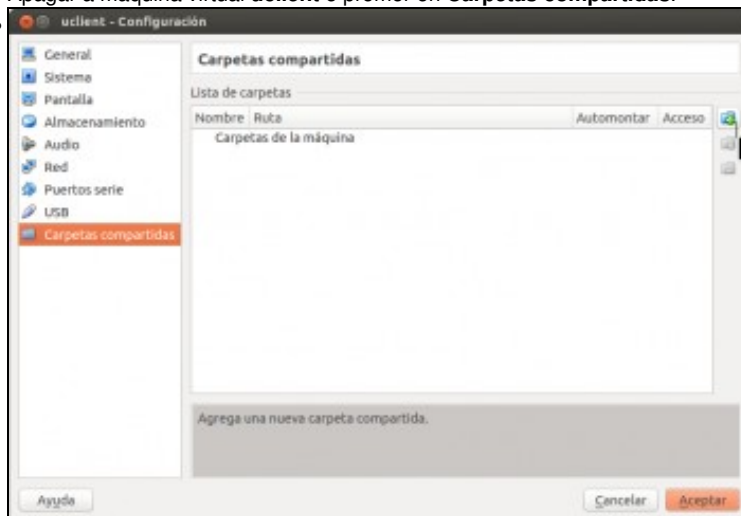 Apagar a máquina virtual uclient e premer en Carpetas compartidas.
uclient - Configuración
General
Sistema
Pantalla
Almacenamiento
Audio
Red
Puertos serie
USB
Carpetas compartidas
Carpetas compartidas
Lista de carpetas
Nombre Ruta Automontar Acceso
Carpetas de la máquina
Agrega una nueva carpeta compartida.
Ayuda
Cancelar
Aceptar